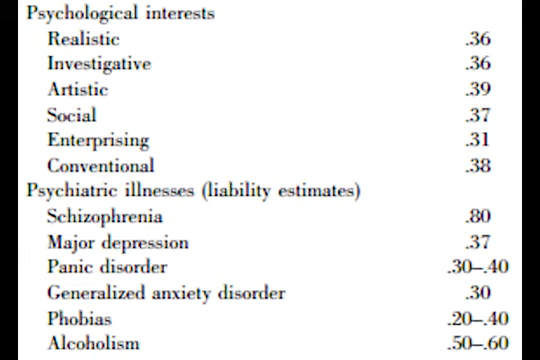 Psychological interests
Realistic .36
Investigative .36
Artistic .39
Social .37
Enterprising .31
Conventional .38
Psychiatric illnesses (liability estimates)
Schizophrenia .80
Major depression .37
Panic disorder .30–.40
Generalized anxiety disorder .30
Phobias .20–.40
Alcoholism .50–.60